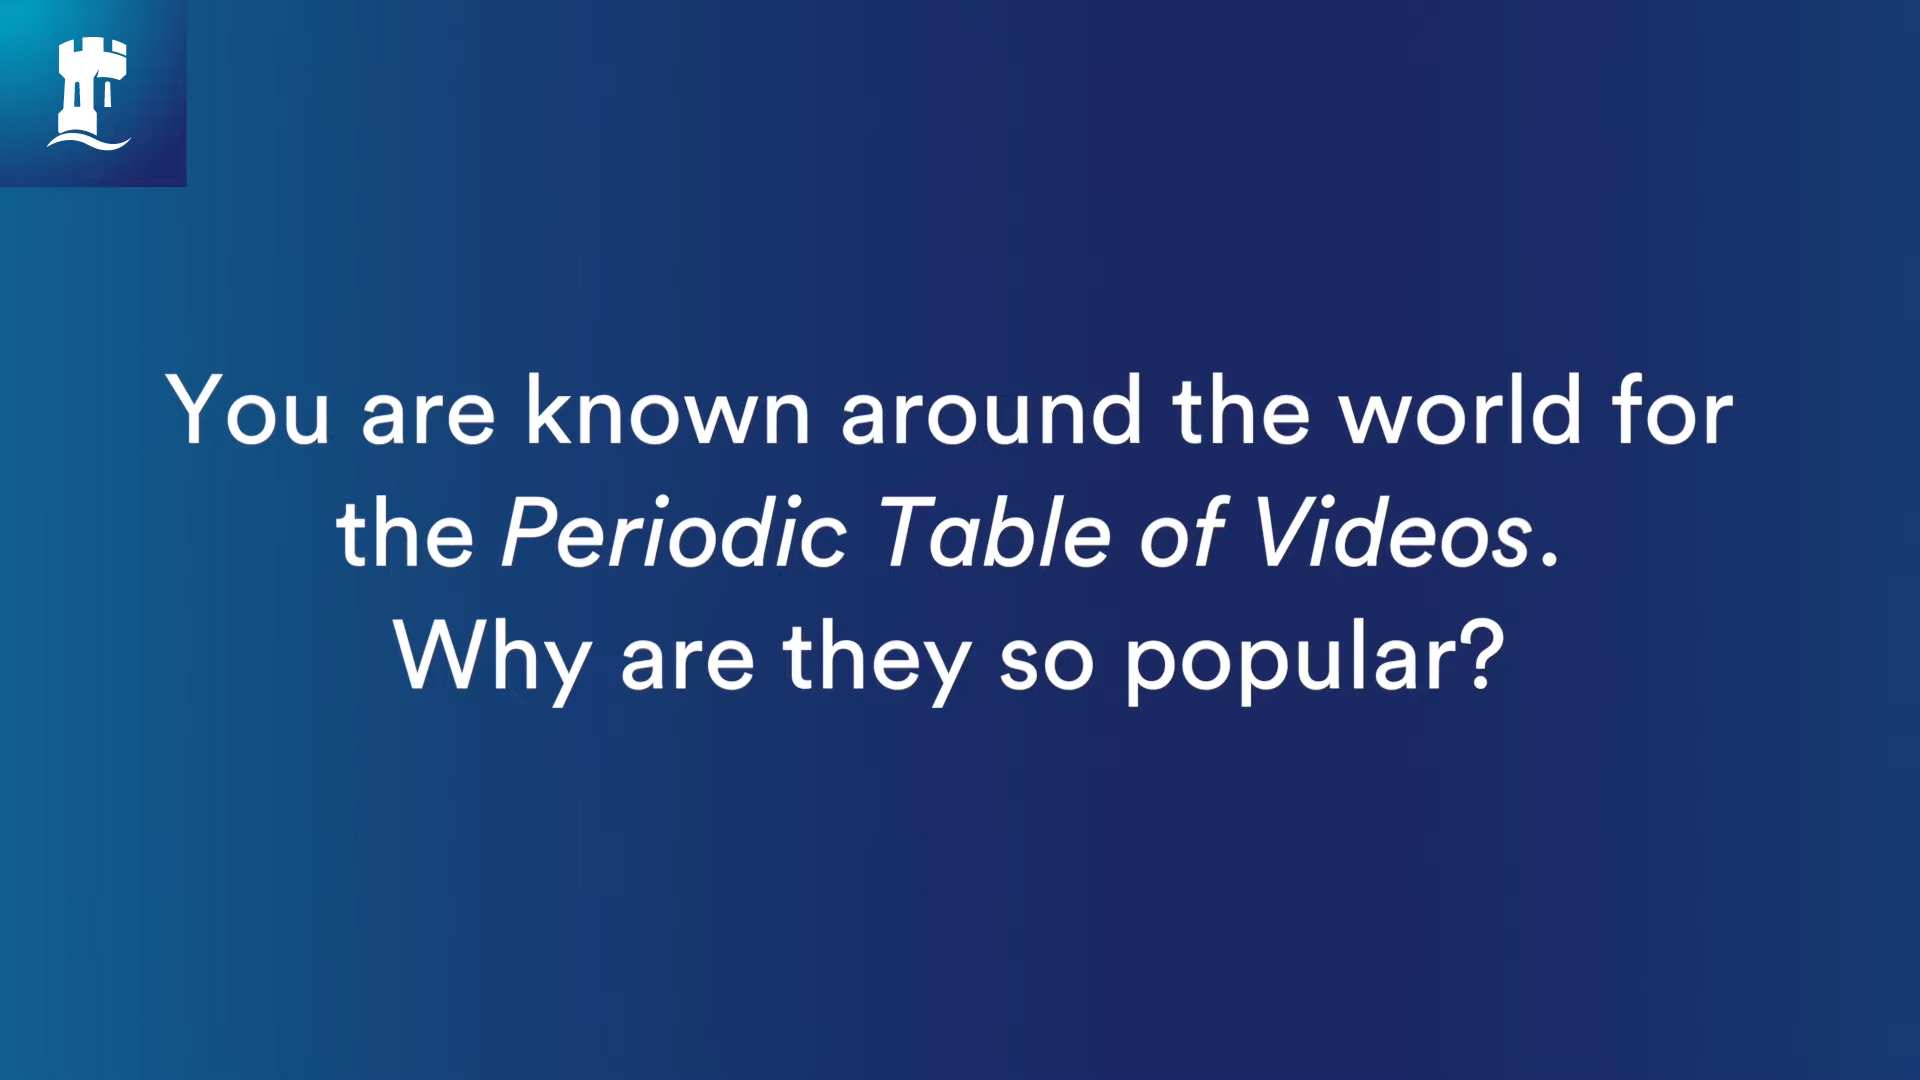 You are known around the world for
the Periodic Table of Videos.
Why are they so popular?